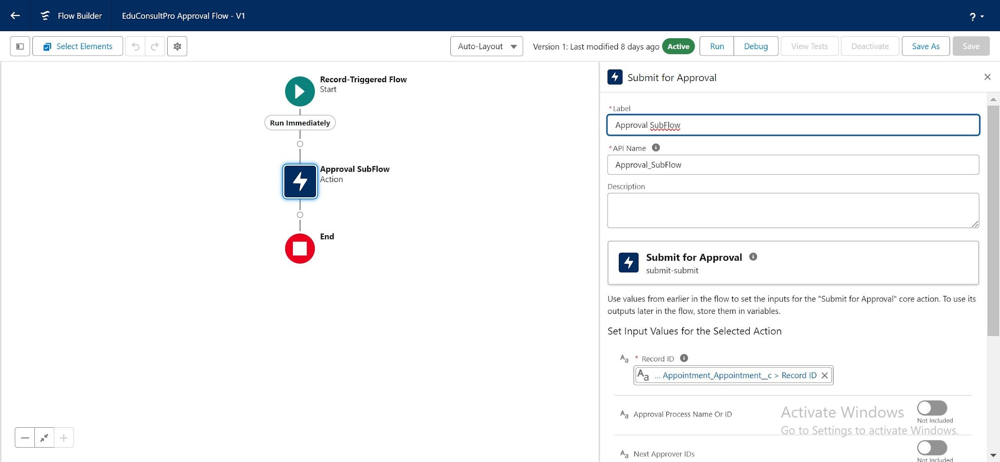 Flow Builder
EduConsultPro Approval Flow - V1
?
Select Elements
Auto-Layout
Version 1: Last modified 8 days ago
Active
Run
Debug
View Tests
Deactivate
Save As
Save
Record-Triggered Flow
Start
Run Immediately
Approval SubFlow
Action
End
Submit for Approval
*Label
Approval SubFlow
*API Name
Approval_SubFlow
Description
Submit for Approval
submit-submit
Use values from earlier in the flow to set the inputs for the "Submit for Approval" core action. To use its
outputs later in the flow, store them in variables.
Set Input Values for the Selected Action
Aa * Record ID
Aa ... Appointment_Appointment__c > Record ID
Aa Approval Process Name Or ID
Not Included
Activate Windows
Go to Settings to activate Windows.
Aa Next Approver IDs
Not Included